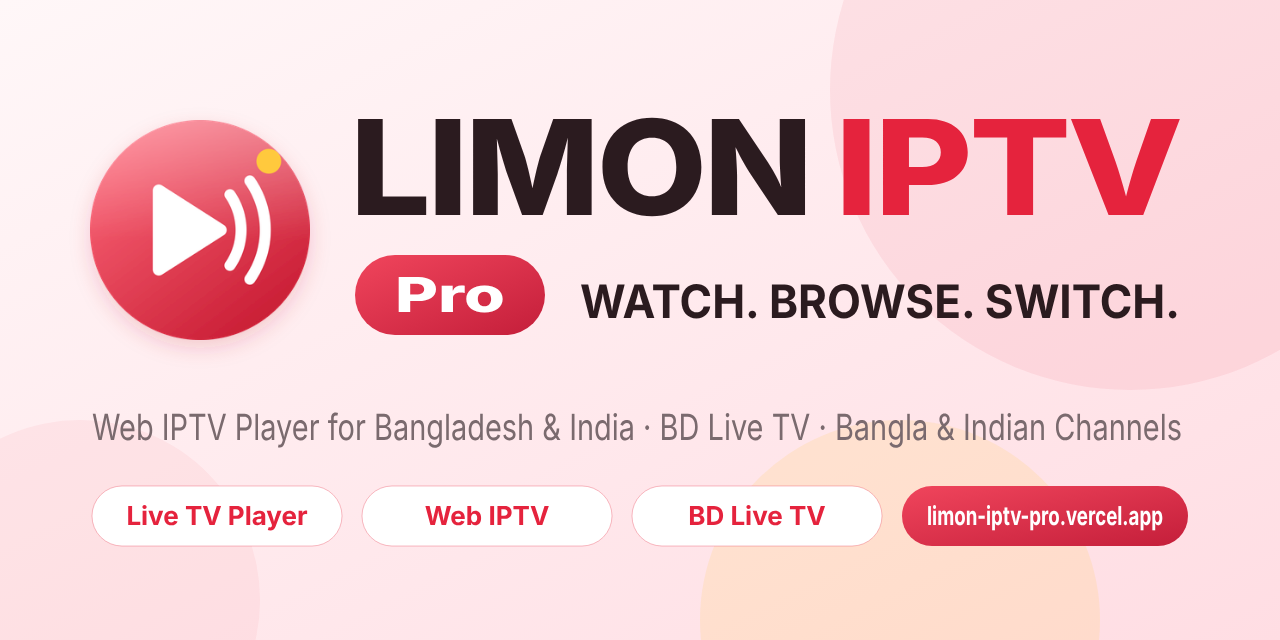 LIMON IPTV
Pro
WATCH. BROWSE. SWITCH.
Web IPTV Player for Bangladesh & India · BD Live TV · Bangla & Indian Channels
Live TV Player
Web IPTV
BD Live TV
limon-iptv-pro.vercel.app